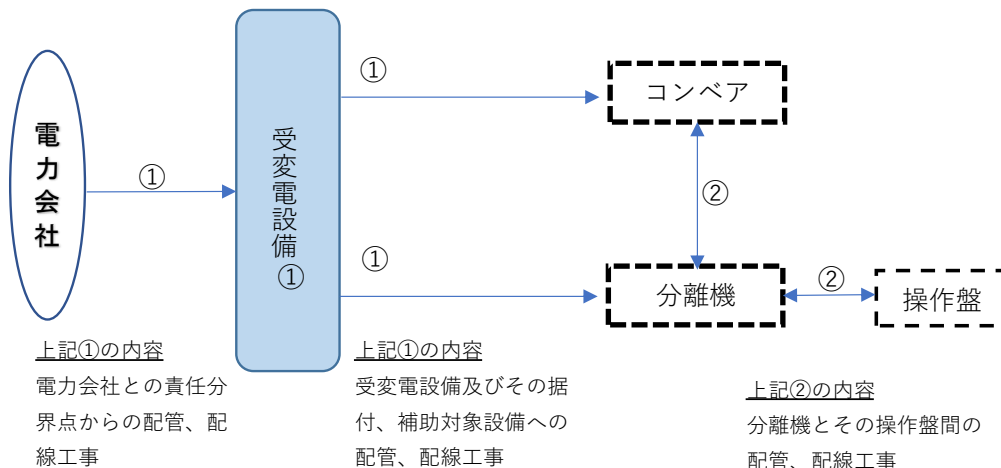 電力会社
①
受変電設備
①
①
コンベア
②
①
分離機
②
操作盤
上記①の内容
電力会社との責任分
界点からの配管、配
線工事
上記①の内容
受変電設備及びその据
付、補助対象設備への
配管、配線工事
上記②の内容
分離機とその操作盤間の
配管、配線工事